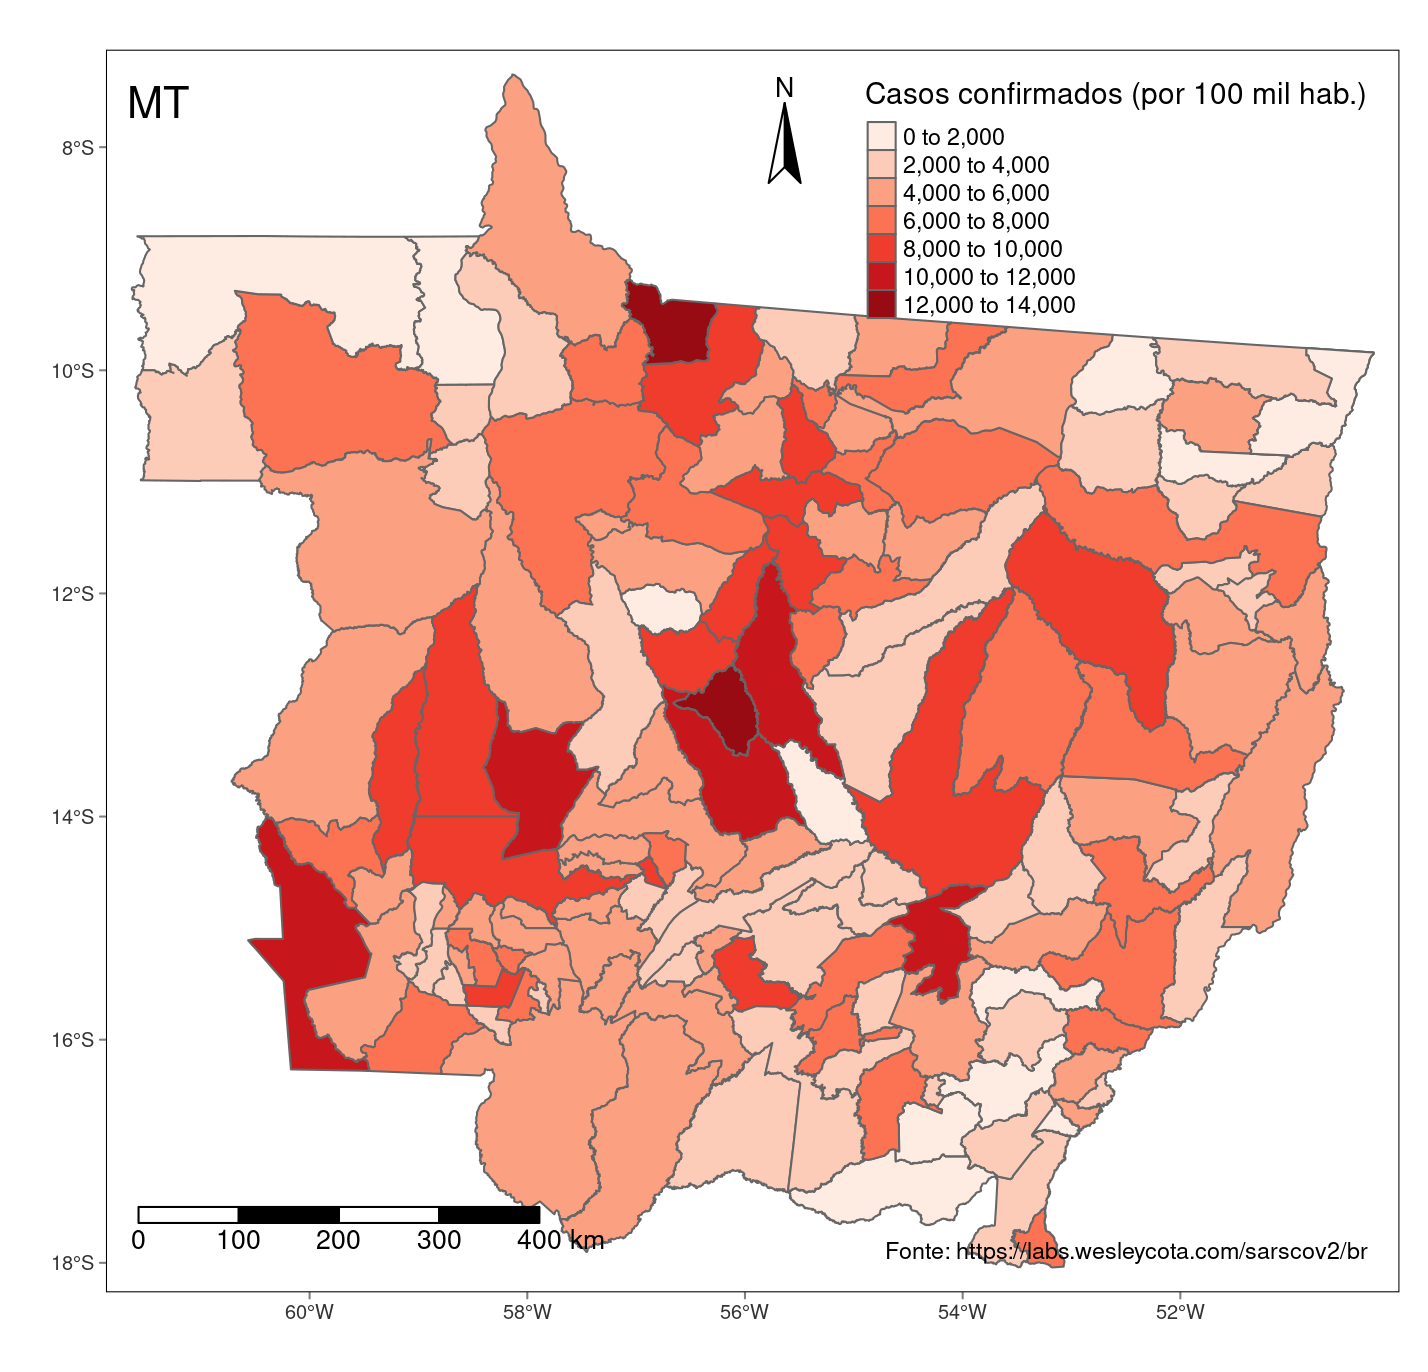 MT
N
Casos confirmados (por 100 mil hab.)
0 to 2,000
2,000 to 4,000
4,000 to 6,000
6,000 to 8,000
8,000 to 10,000
10,000 to 12,000
12,000 to 14,000
8°S
10°S
12°S
14°S
16°S
18°S
0 100 200 300 400 km
Fonte: https://labs.wesleycota.com/sarscov2/br
60°W 58°W 56°W 54°W 52°W